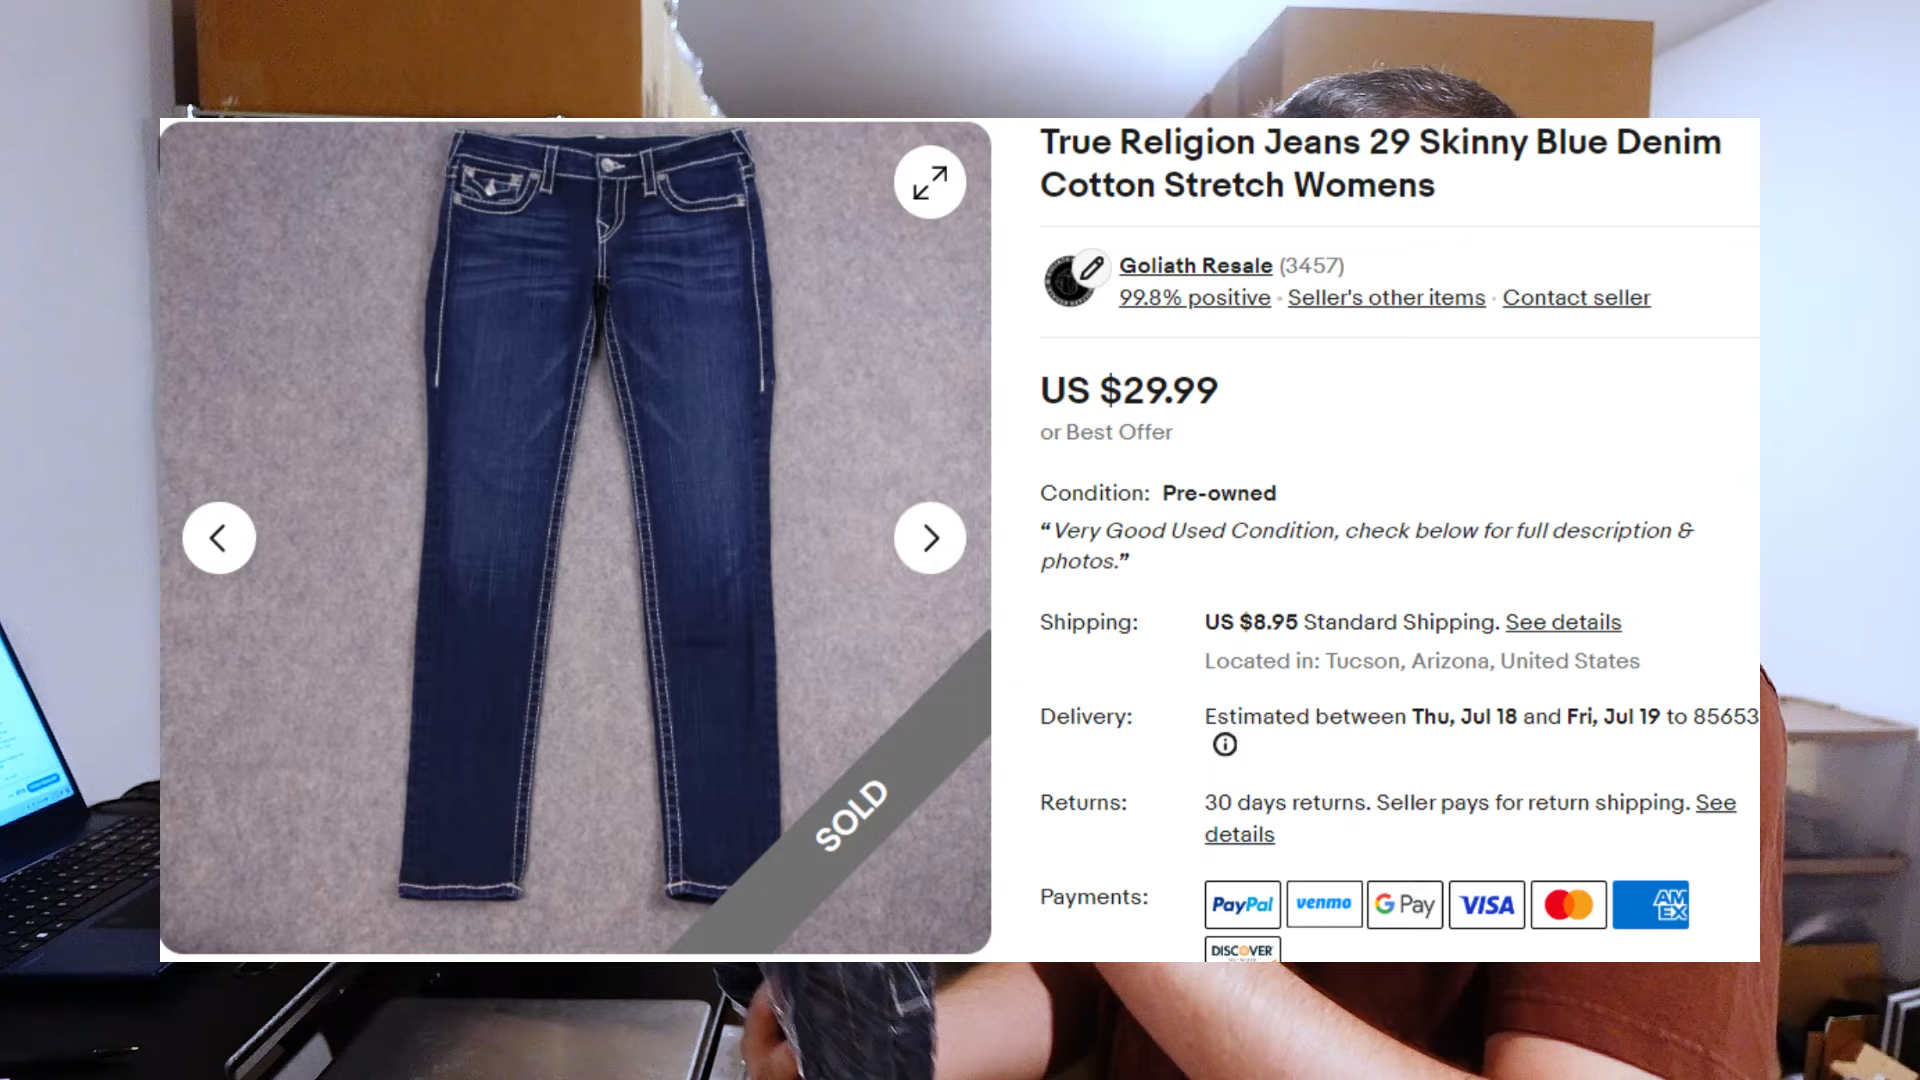 True Religion Jeans 29 Skinny Blue Denim
Cotton Stretch Womens
Goliath Resale (3457)
99.8% positive · Seller's other items · Contact seller
US $29.99
or Best Offer
Condition: Pre-owned
“Very Good Used Condition, check below for full description &
photos.”
Shipping: US $8.95 Standard Shipping. See details
Located in: Tucson, Arizona, United States
Delivery: Estimated between Thu, Jul 18 and Fri, Jul 19 to 85653
Returns: 30 days returns. Seller pays for return shipping. See
details
Payments: PayPal venmo G Pay VISA AM EX
DISCOVER
SOLD